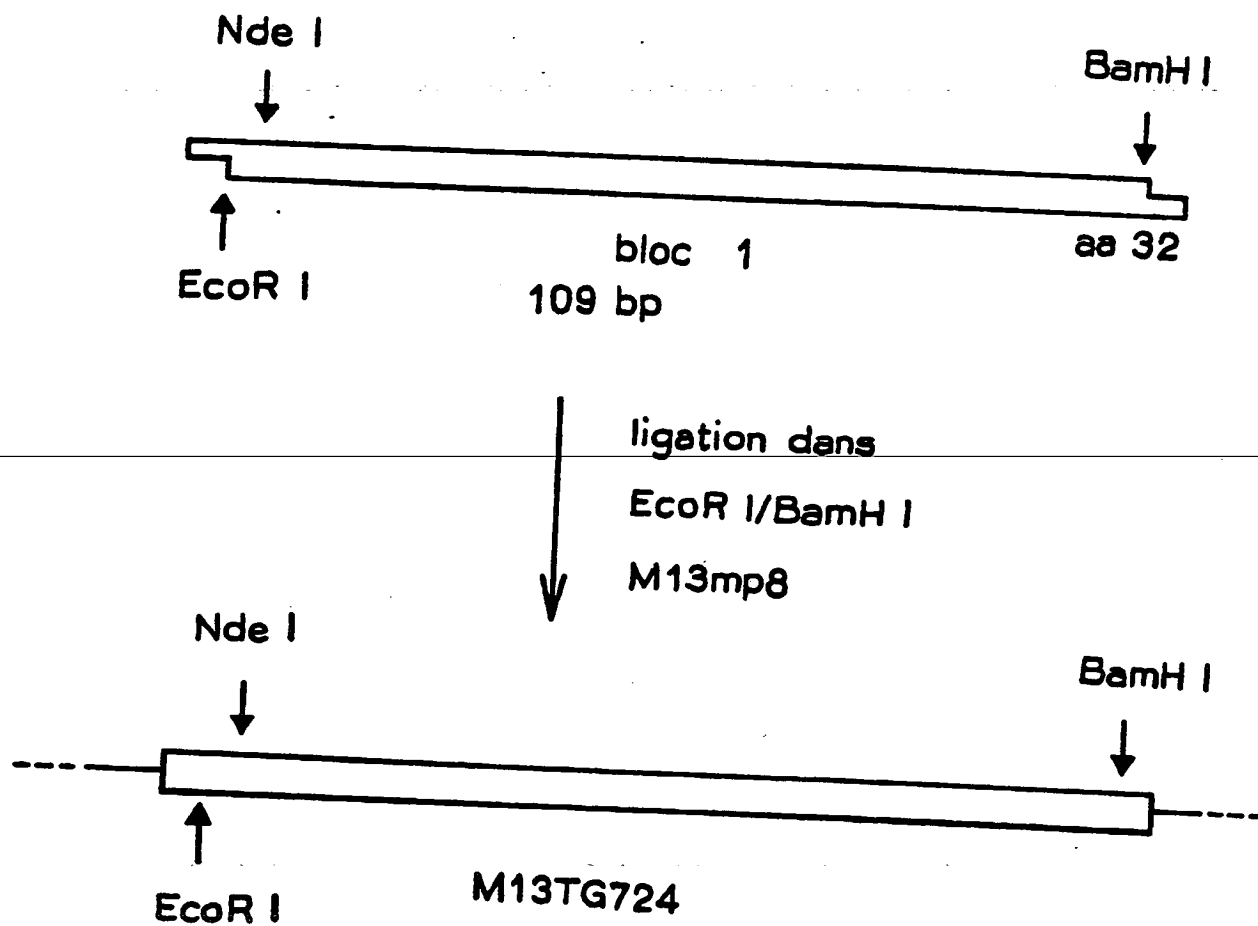 Nde I
BamH I
EcoR I
bloc 1
aa 32
109 bp
ligation dans
EcoR I/BamH I
M13mp8
Nde I
BamH I
EcoR I
M13TG724